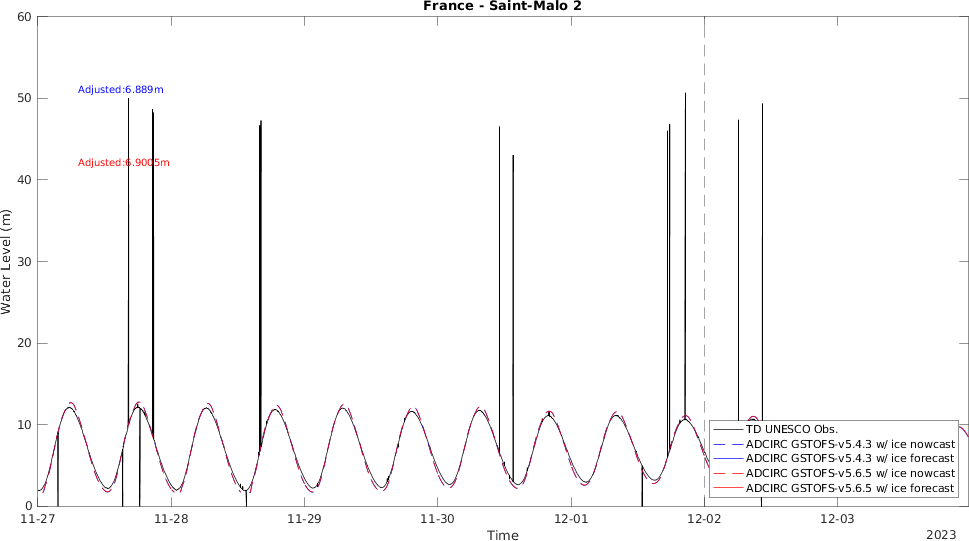 France - Saint-Malo 2
60
50
40
30
20
10
0
Water Level (m)
Adjusted:6.889m
Adjusted:6.9005m
TD UNESCO Obs.
ADCIRC GSTOFS-v5.4.3 w/ ice nowcast
ADCIRC GSTOFS-v5.4.3 w/ ice forecast
ADCIRC GSTOFS-v5.6.5 w/ ice nowcast
ADCIRC GSTOFS-v5.6.5 w/ ice forecast
11-27 11-28 11-29 11-30 12-01 12-02 12-03
Time
2023